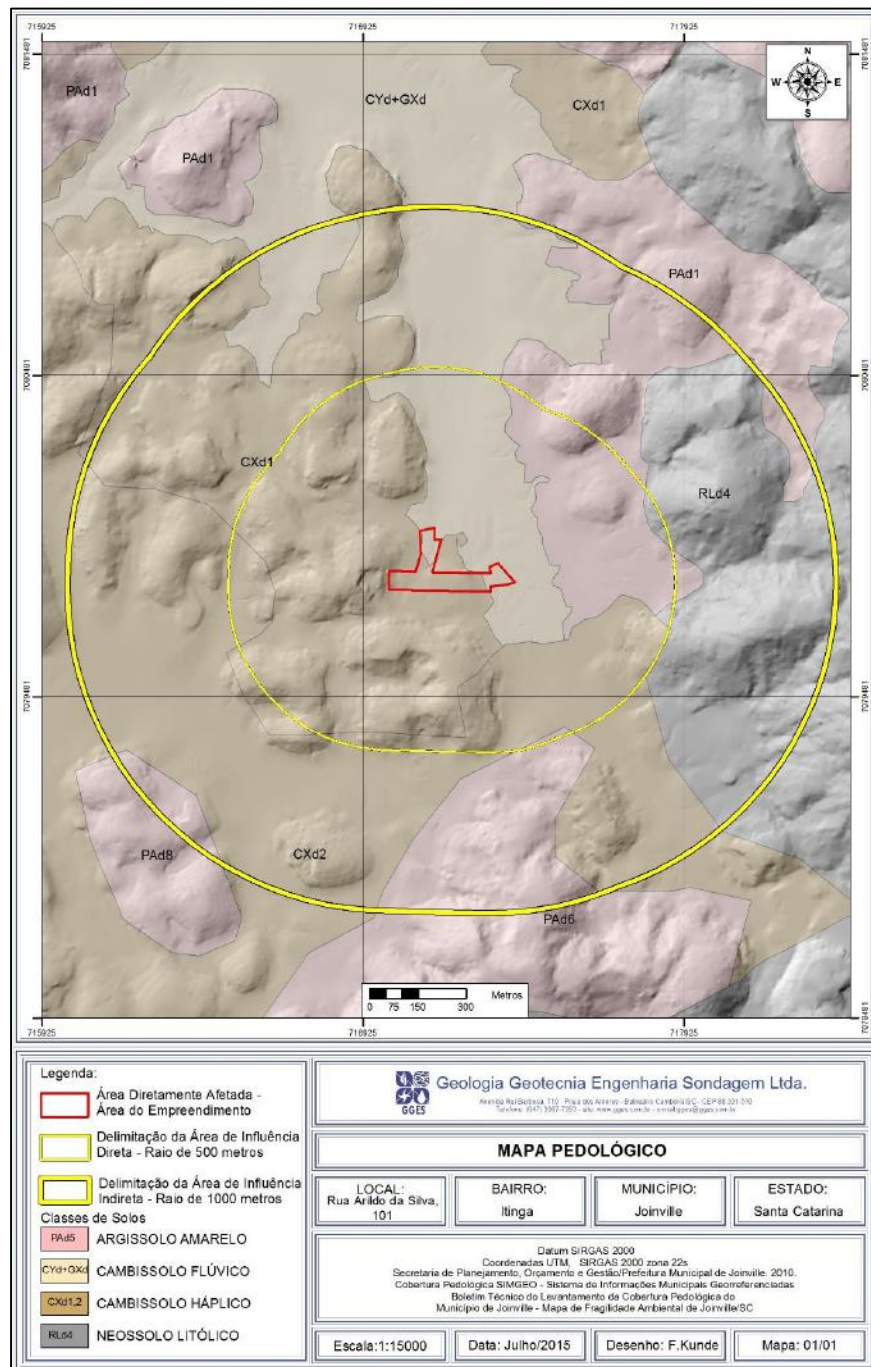 715925 716925 717925
7081481 7081481
N
W E
S
PAd1
CYd+GXd
CXd1
PAd1
PAd1
7080481 7080481
CXd1
RLd4
7079481 7079481
PAd8
CXd2
PAd6
0 75 150 300 Metros
7078481
715925 716925 717925
Legenda:
Área Diretamente Afetada -
Área do Empreendimento
Delimitação da Área de Influência
Direta - Raio de 500 metros
Delimitação da Área de Influência
Indireta - Raio de 1000 metros
Classes de Solos
PAd5 ARGISSOLO AMARELO
CYd+GXd CAMBISSOLO FLÚVICO
CXd1,2 CAMBISSOLO HÁPLICO
RLd4 NEOSSOLO LITÓLICO
GGES
Geologia Geotecnia Engenharia Sondagem Ltda.
MAPA PEDOLÓGICO
LOCAL:
Rua Arildo da Silva,
101
BAIRRO:
Itinga
MUNICÍPIO:
Joinville
ESTADO:
Santa Catarina
Datum SIRGAS 2000
Coordenadas UTM, SIRGAS 2000 zona 22s
Secretaria de Planejamento, Orçamento e Gestão/Prefeitura Municipal de Joinville. 2010.
Cobertura Pedológica SIMGEO - Sistema de Informações Municipais Georreferenciadas
Boletim Técnico do Levantamento da Cobertura Pedológica do
Município de Joinville - Mapa de Fragilidade Ambiental de Joinville/SC
Escala:1:15000
Data: Julho/2015
Desenho: F.Kunde
Mapa: 01/01